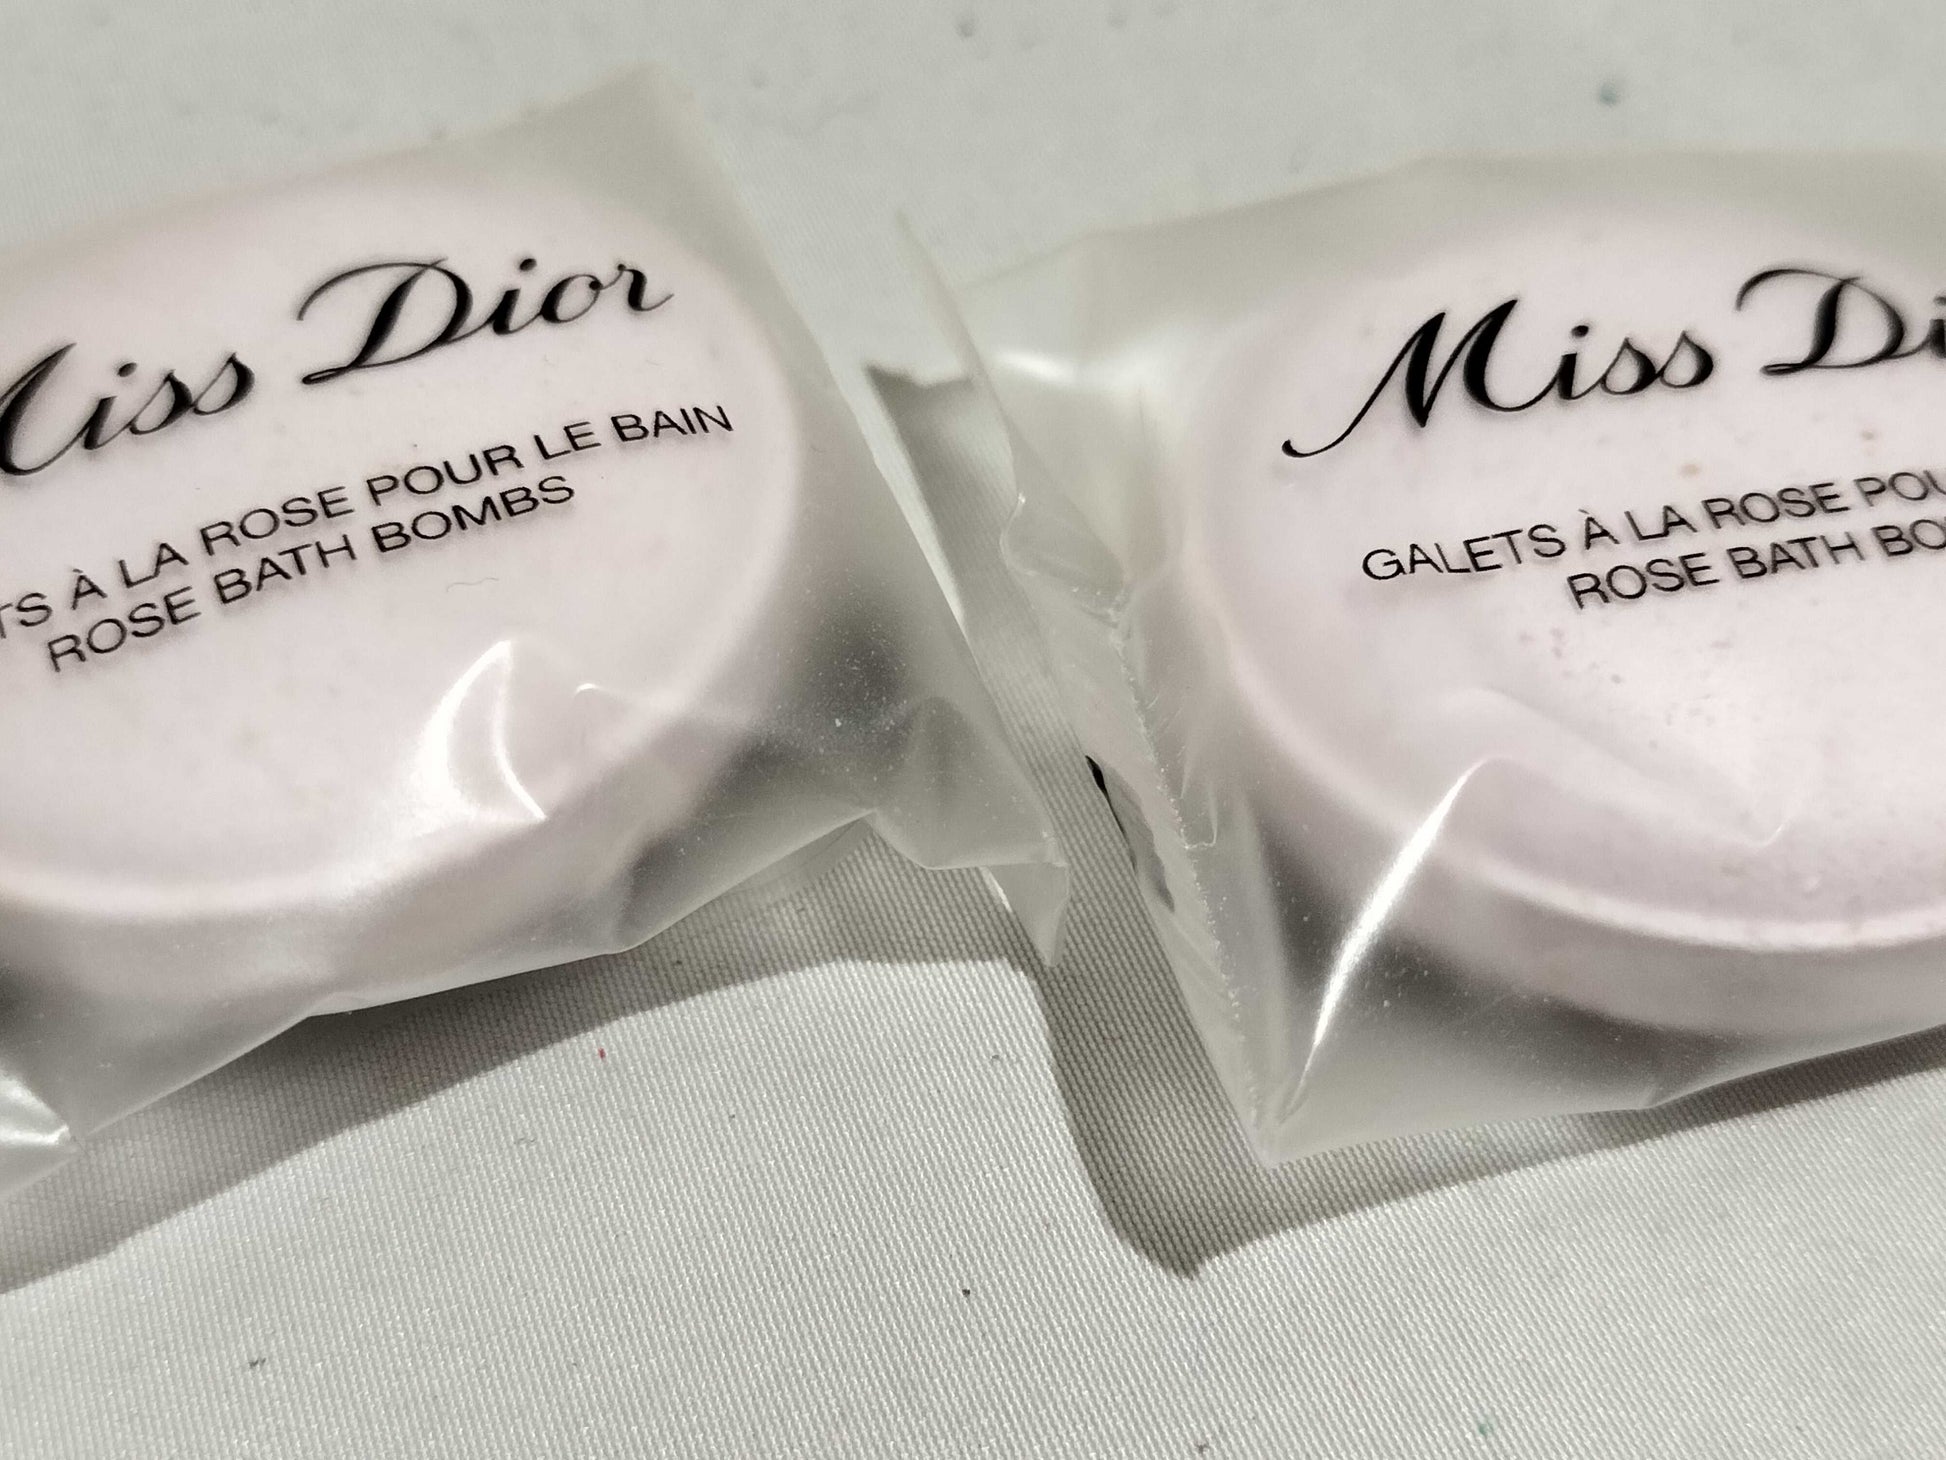 iss Dior
TS À LA ROSE POUR LE BAIN
ROSE BATH BOMBS
Miss Di
GALETS À LA ROSE POU
ROSE BATH BO